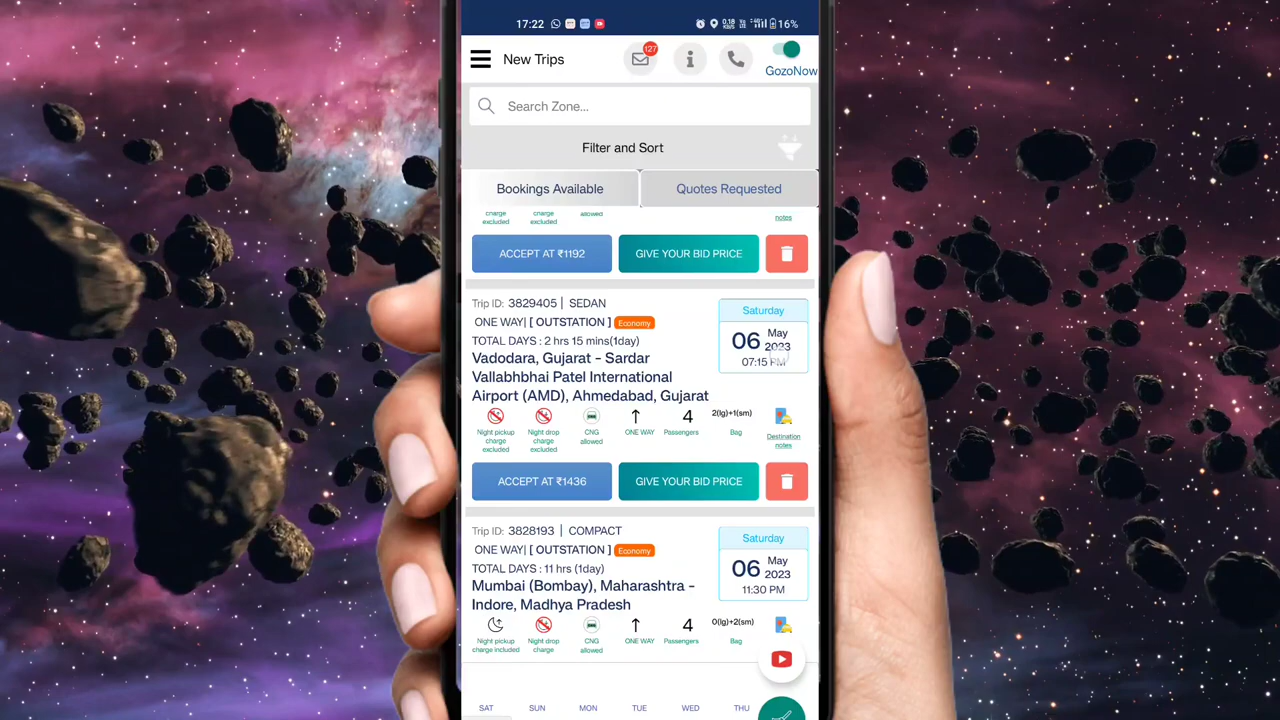 17:22
16%
New Trips
127
GozoNow
Search Zone...
Filter and Sort
Bookings Available
Quotes Requested
charge excluded
charge excluded
allowed
notes
ACCEPT AT ₹1192
GIVE YOUR BID PRICE
Trip ID: 3829405 | SEDAN
ONE WAY| [ OUTSTATION ] Economy
TOTAL DAYS : 2 hrs 15 mins(1day)
Vadodara, Gujarat - Sardar
Vallabhbhai Patel International
Airport (AMD), Ahmedabad, Gujarat
Saturday
06
May
2023
07:15 PM
Night pickup
charge
excluded
Night drop
charge
excluded
CNG
allowed
ONE WAY
4
Passengers
2(lg)+1(sm)
Bag
Destination
notes
ACCEPT AT ₹1436
GIVE YOUR BID PRICE
Trip ID: 3828193 | COMPACT
ONE WAY| [ OUTSTATION ] Economy
TOTAL DAYS : 11 hrs (1day)
Mumbai (Bombay), Maharashtra -
Indore, Madhya Pradesh
Saturday
06
May
2023
11:30 PM
Night pickup
charge included
Night drop
charge
CNG
allowed
ONE WAY
4
Passengers
0(lg)+2(sm)
Bag
SAT SUN MON TUE WED THU